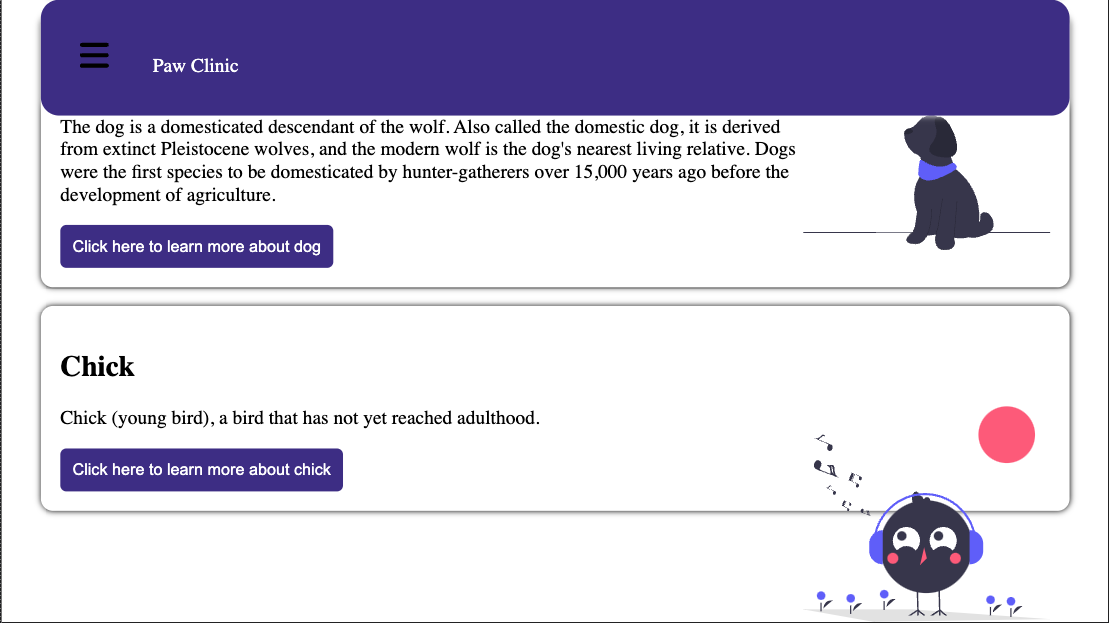 Paw Clinic
The dog is a domesticated descendant of the wolf. Also called the domestic dog, it is derived
from extinct Pleistocene wolves, and the modern wolf is the dog's nearest living relative. Dogs
were the first species to be domesticated by hunter-gatherers over 15,000 years ago before the
development of agriculture.
Click here to learn more about dog
Chick
Chick (young bird), a bird that has not yet reached adulthood.
Click here to learn more about chick